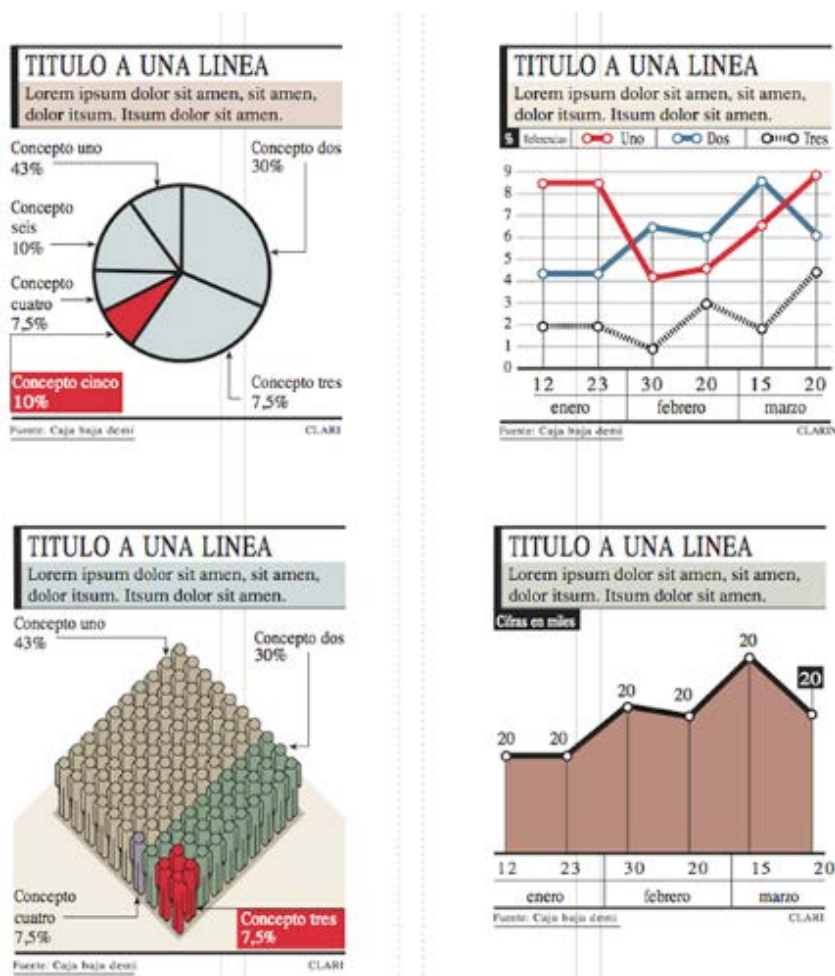 TITULO A UNA LINEA
Lorem ipsum dolor sit amen, sit amen,
dolor itsum. Itsum dolor sit amen.
Concepto uno
43%
Concepto dos
30%
Concepto
seis
10%
Concepto
cuatro
7,5%
Concepto cinco
10%
Concepto tres
7,5%
Fuente: Caja baja demi
CLARI
TITULO A UNA LINEA
Lorem ipsum dolor sit amen, sit amen,
dolor itsum. Itsum dolor sit amen.
Referencias Uno Dos Tres
9
8
7
6
5
4
3
2
1
0
12 23 30 20 15 20
enero febrero marzo
Fuente: Caja baja demi
CLARIN
TITULO A UNA LINEA
Lorem ipsum dolor sit amen, sit amen,
dolor itsum. Itsum dolor sit amen.
Concepto uno
43%
Concepto dos
30%
Concepto
cuatro
7,5%
Concepto tres
7,5%
Fuente: Caja baja demi
CLARI
TITULO A UNA LINEA
Lorem ipsum dolor sit amen, sit amen,
dolor itsum. Itsum dolor sit amen.
Cifras en miles
20 20 20 20 20 20
12 23 30 20 15 20
enero febrero marzo
Fuente: Caja baja demi
CLARI